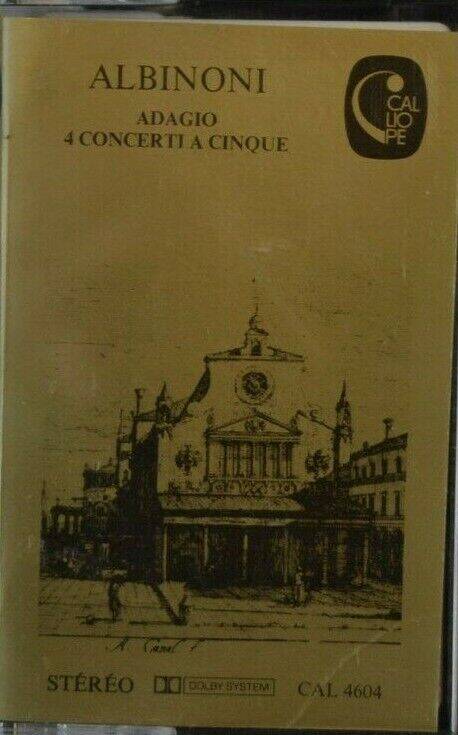 ALBINONI
ADAGIO
4 CONCERTI A CINQUE
CAL
LIO
PE
A. Canal f
STÉRÉO DOLBY SYSTEM CAL 4604